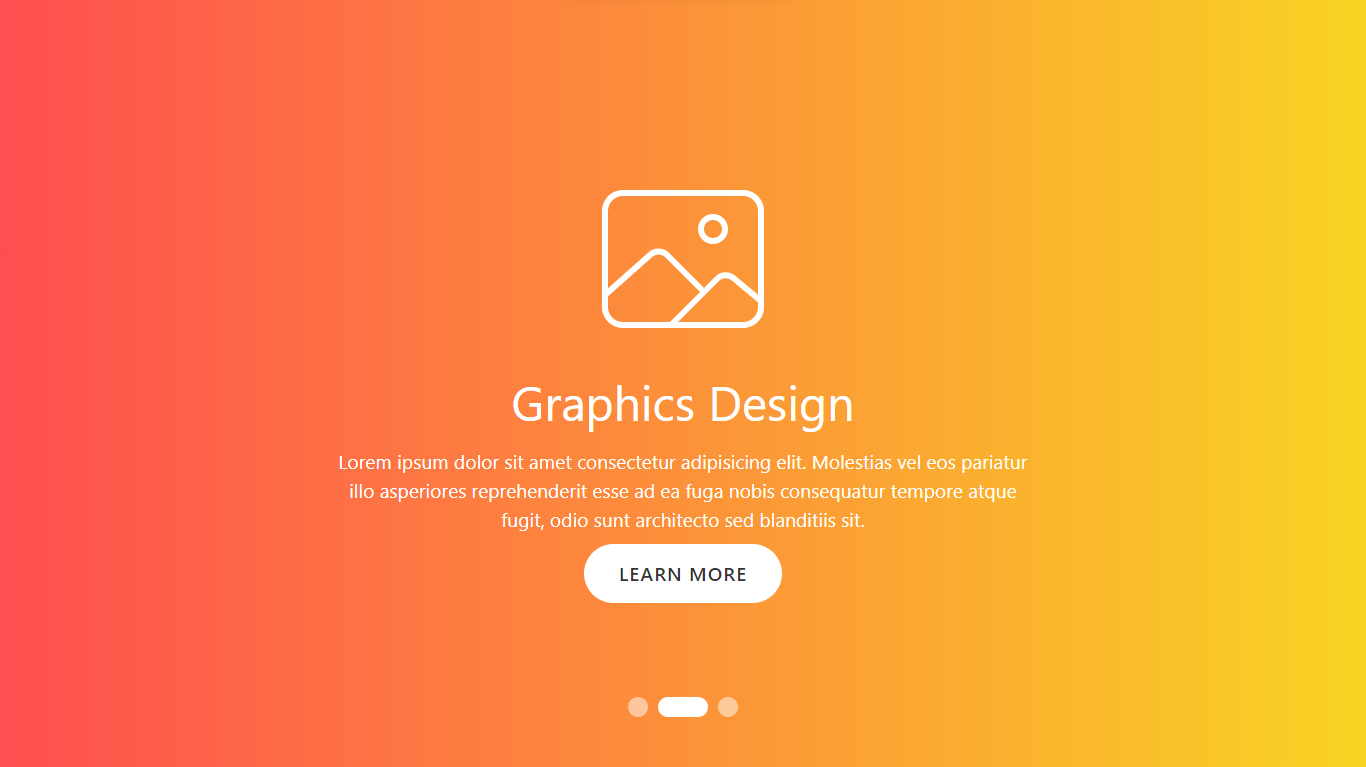 Graphics Design
Lorem ipsum dolor sit amet consectetur adipisicing elit. Molestias vel eos pariatur
illo asperiores reprehenderit esse ad ea fuga nobis consequatur tempore atque
fugit, odio sunt architecto sed blanditiis sit.
LEARN MORE